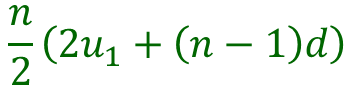 n/2 (2u₁ + (n − 1)d)